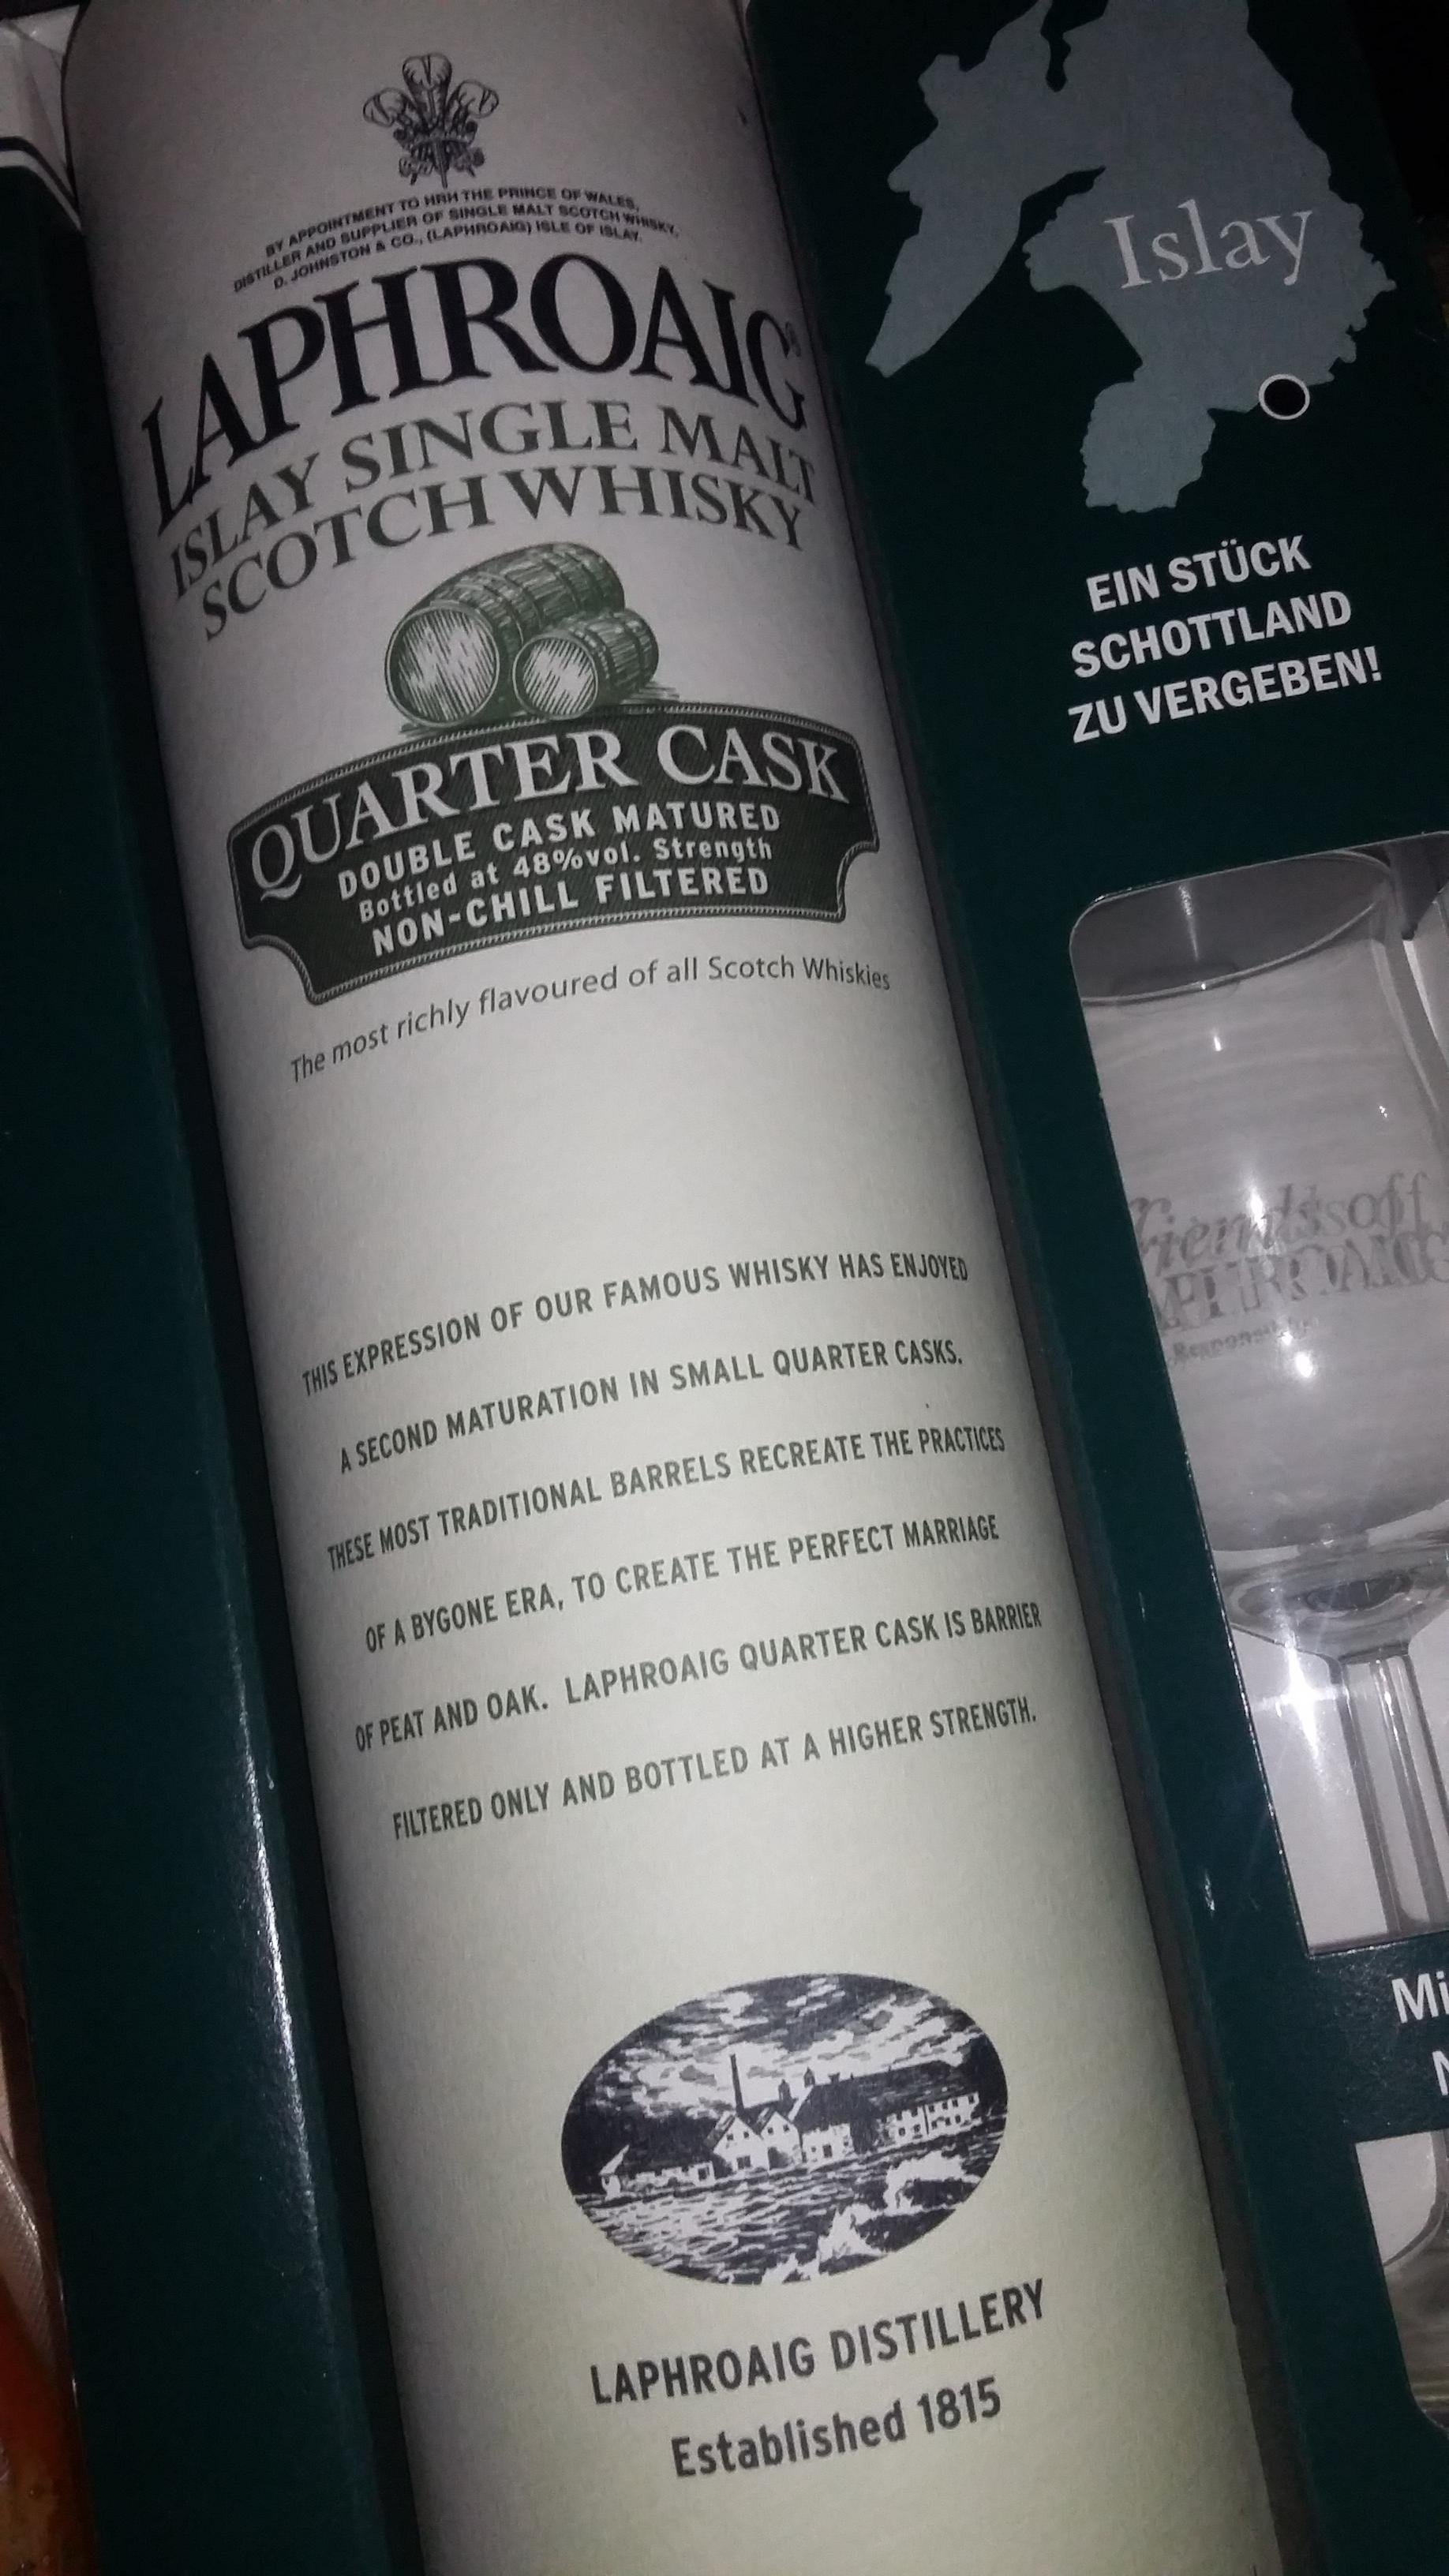 BY APPOINTMENT TO HRH THE PRINCE OF WALES,
DISTILLER AND SUPPLIER OF SINGLE MALT SCOTCH WHISKY,
D. JOHNSTON & CO., (LAPHROAIG) ISLE OF ISLAY.
LAPHROAIG®
ISLAY SINGLE MALT
SCOTCH WHISKY
QUARTER CASK
DOUBLE CASK MATURED
Bottled at 48%vol. Strength
NON-CHILL FILTERED
The most richly flavoured of all Scotch Whiskies
THIS EXPRESSION OF OUR FAMOUS WHISKY HAS ENJOYED
A SECOND MATURATION IN SMALL QUARTER CASKS.
THESE MOST TRADITIONAL BARRELS RECREATE THE PRACTICES
OF A BYGONE ERA, TO CREATE THE PERFECT MARRIAGE
OF PEAT AND OAK. LAPHROAIG QUARTER CASK IS BARRIER
FILTERED ONLY AND BOTTLED AT A HIGHER STRENGTH.
LAPHROAIG DISTILLERY
Established 1815
Islay
EIN STÜCK
SCHOTTLAND
ZU VERGEBEN!
friends of
Mi